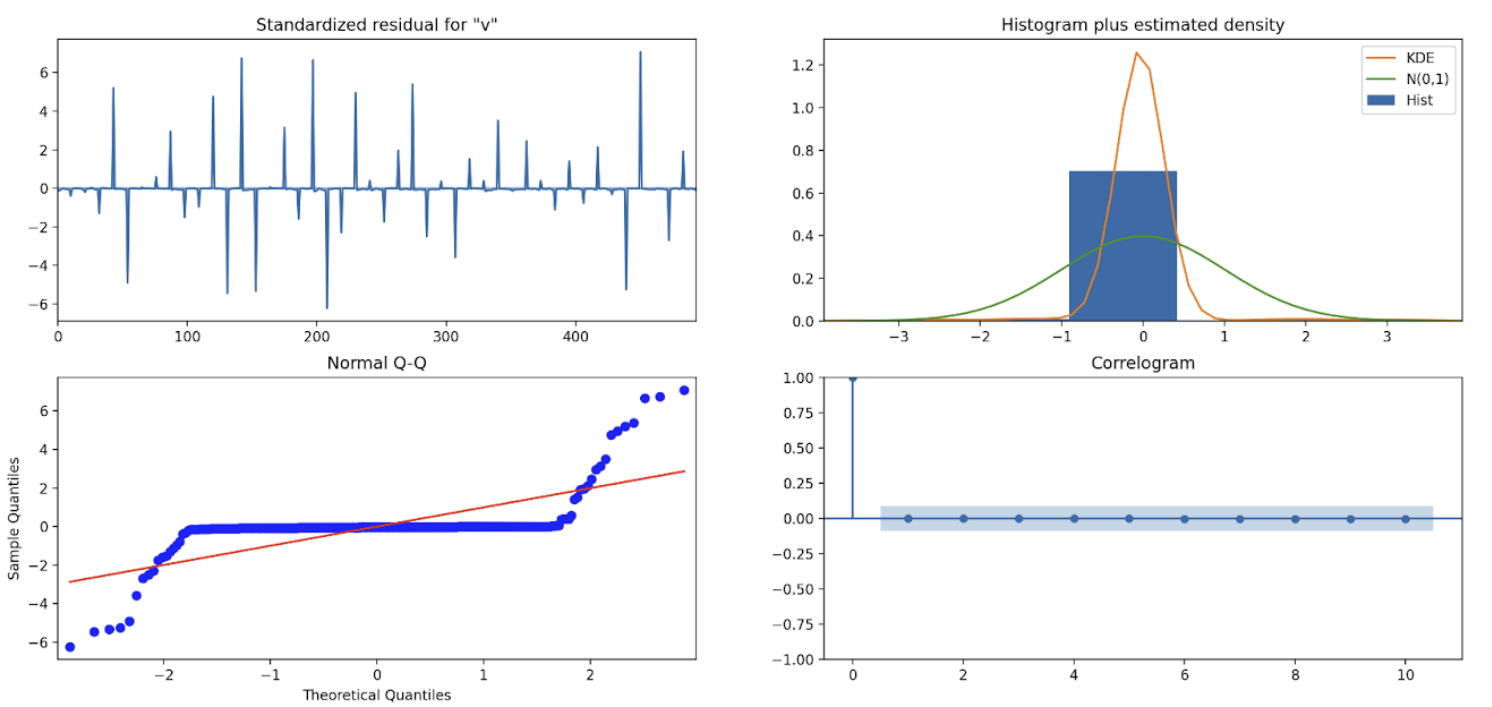 Standardized residual for "v"
6
4
2
0
−2
−4
−6
0 100 200 300 400
Histogram plus estimated density
KDE
N(0,1)
Hist
1.2
1.0
0.8
0.6
0.4
0.2
0.0
−3 −2 −1 0 1 2 3
Normal Q-Q
Sample Quantiles
6
4
2
0
−2
−4
−6
−2 −1 0 1 2
Theoretical Quantiles
Correlogram
1.00
0.75
0.50
0.25
0.00
−0.25
−0.50
−0.75
−1.00
0 2 4 6 8 10